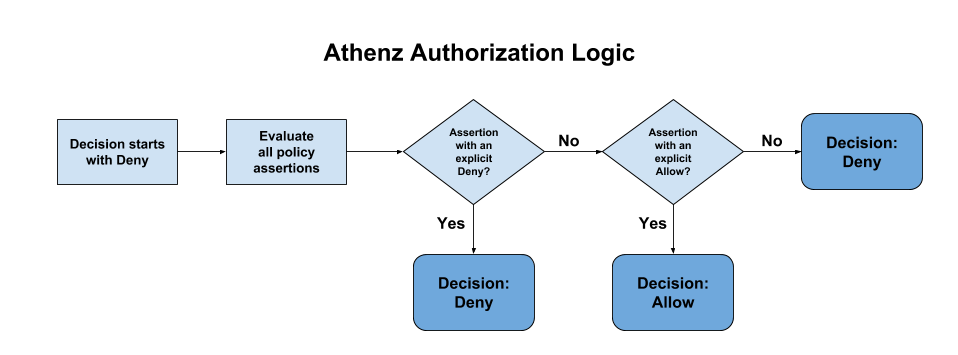 Athenz Authorization Logic
Decision starts
with Deny
Evaluate
all policy
assertions
Assertion
with an
explicit
Deny?
No
Assertion
with an
explicit
Allow?
No
Decision:
Deny
Yes
Yes
Decision:
Deny
Decision:
Allow